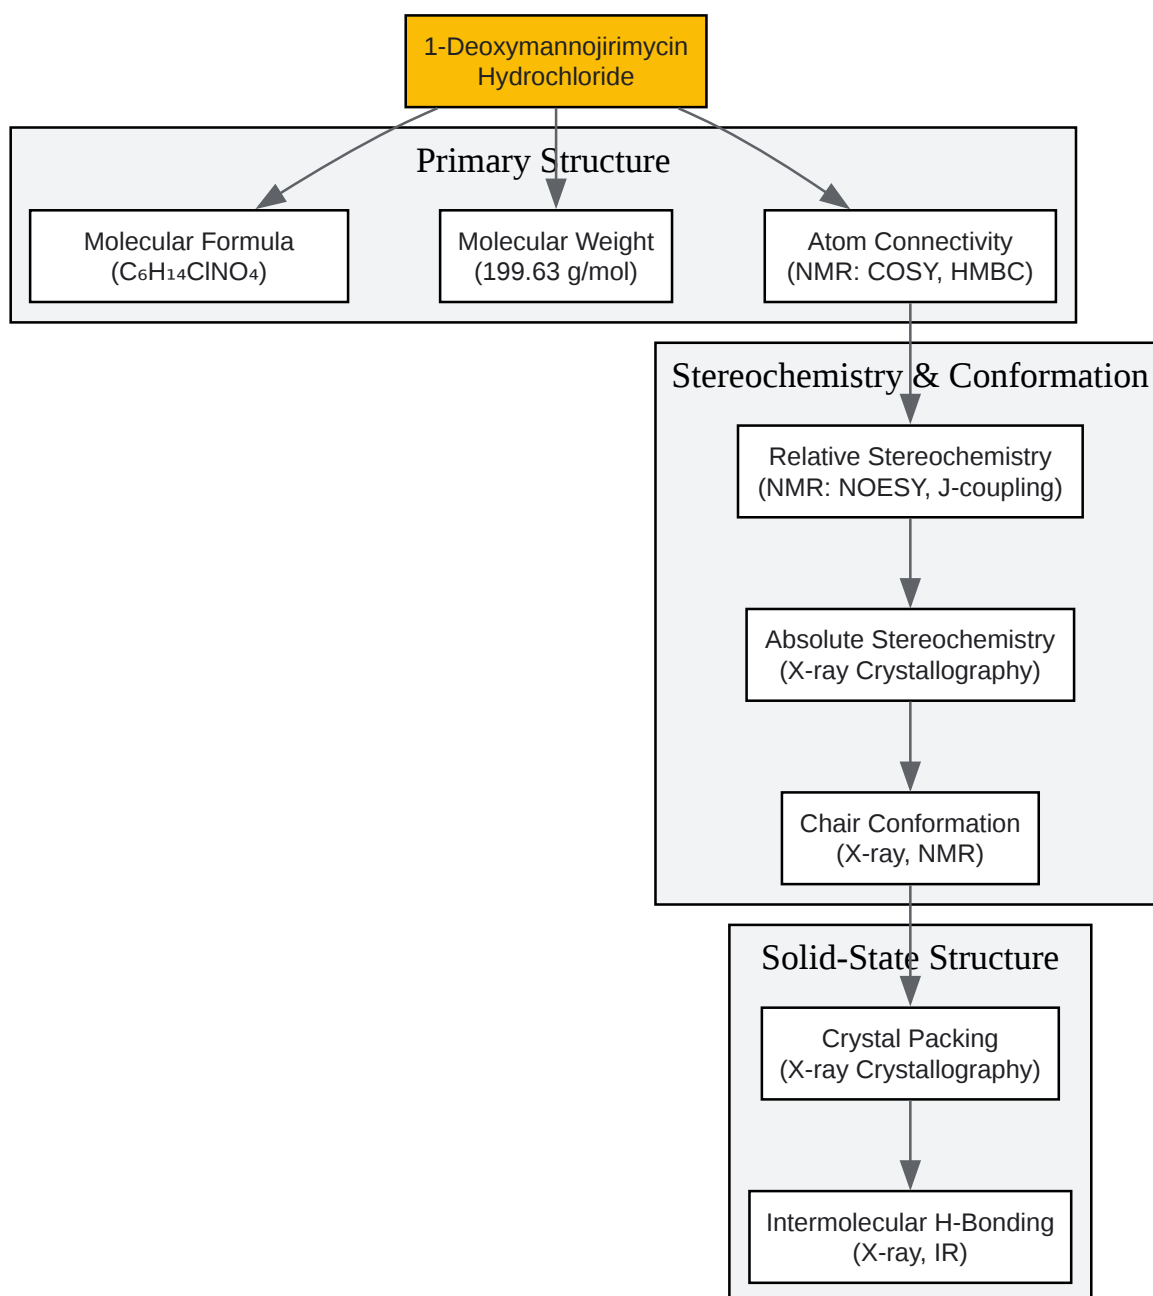 1-Deoxymannojirimycin
Hydrochloride
Primary Structure
Molecular Formula
(C₆H₁₄ClNO₄)
Molecular Weight
(199.63 g/mol)
Atom Connectivity
(NMR: COSY, HMBC)
Stereochemistry & Conformation
Relative Stereochemistry
(NMR: NOESY, J-coupling)
Absolute Stereochemistry
(X-ray Crystallography)
Chair Conformation
(X-ray, NMR)
Solid-State Structure
Crystal Packing
(X-ray Crystallography)
Intermolecular H-Bonding
(X-ray, IR)